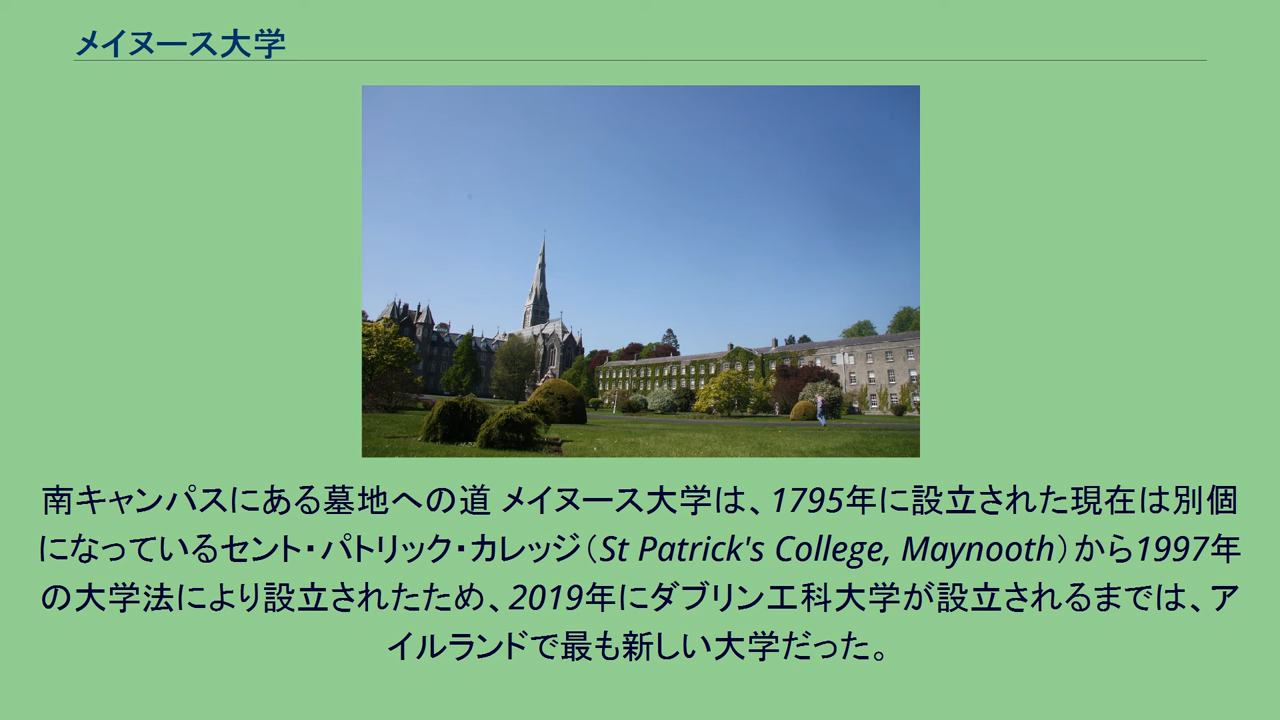 メイヌース大学
南キャンパスにある墓地への道 メイヌース大学は、1795年に設立された現在は別個
になっているセント・パトリック・カレッジ（St Patrick's College, Maynooth）から1997年
の大学法により設立されたため、2019年にダブリン工科大学が設立されるまでは、ア
イルランドで最も新しい大学だった。